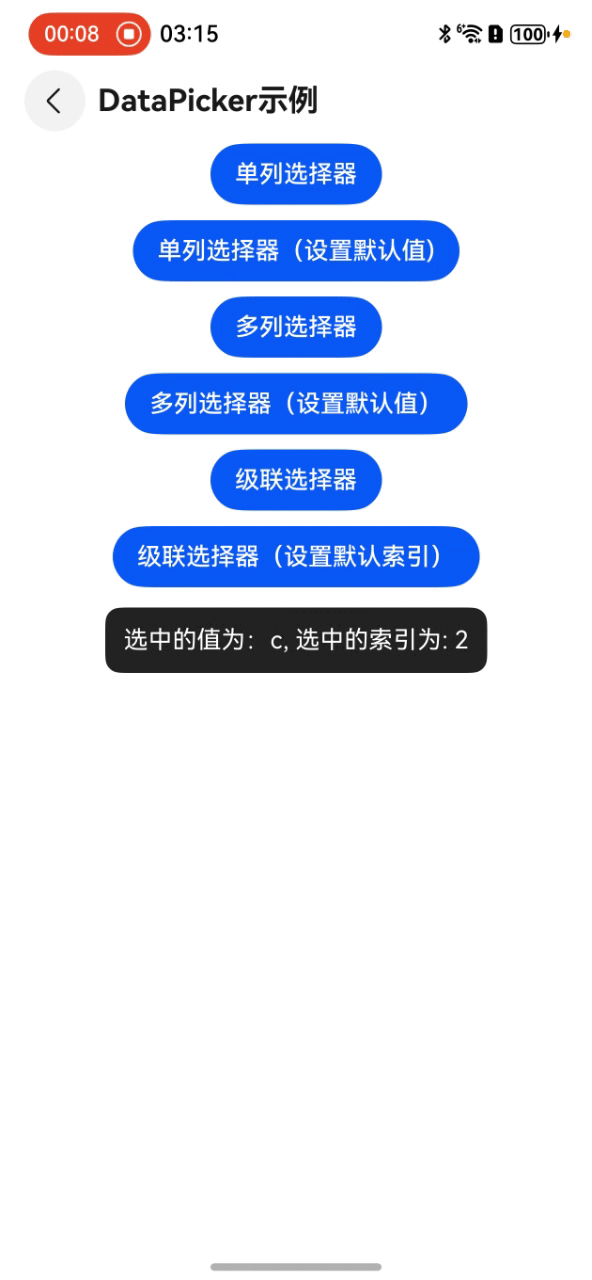 00:08 03:15 6+ 100
DataPicker示例
单列选择器
单列选择器（设置默认值)
多列选择器
多列选择器（设置默认值）
级联选择器
级联选择器（设置默认索引）
选中的值为：c, 选中的索引为: 2